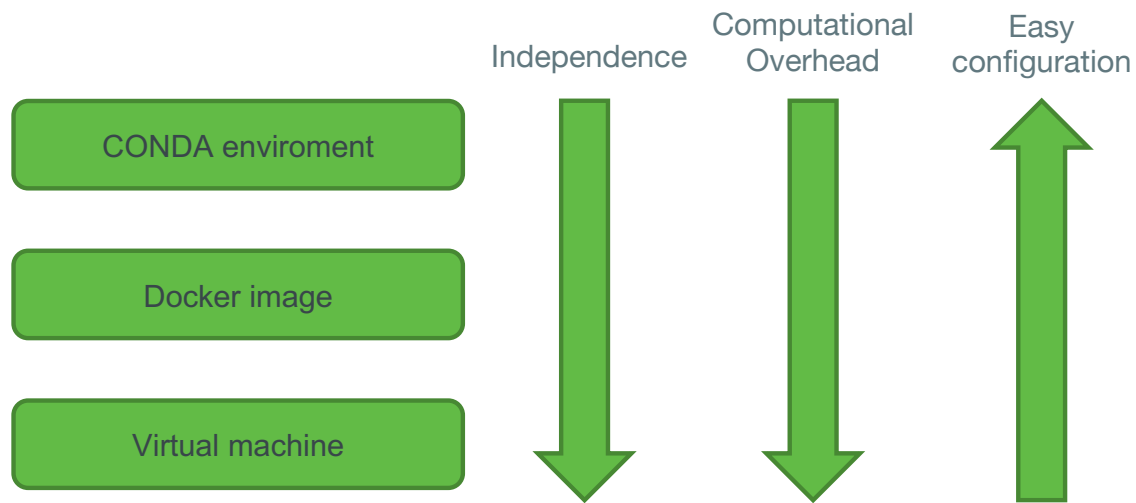 Independence
Computational
Overhead
Easy
configuration
CONDA enviroment
Docker image
Virtual machine